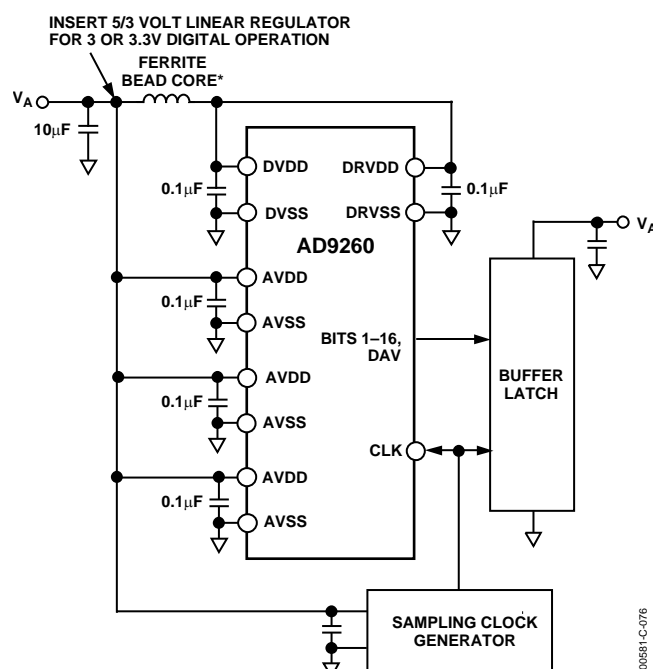 INSERT 5/3 VOLT LINEAR REGULATOR
FOR 3 OR 3.3V DIGITAL OPERATION
FERRITE
BEAD CORE*
VA
10µF
DVDD
DRVDD
0.1µF
0.1µF
DVSS
DRVSS
AD9260
VA
AVDD
0.1µF
AVSS
BITS 1–16,
DAV
BUFFER
LATCH
AVDD
0.1µF
AVSS
CLK
AVDD
0.1µF
AVSS
SAMPLING CLOCK
GENERATOR
00581-C-076